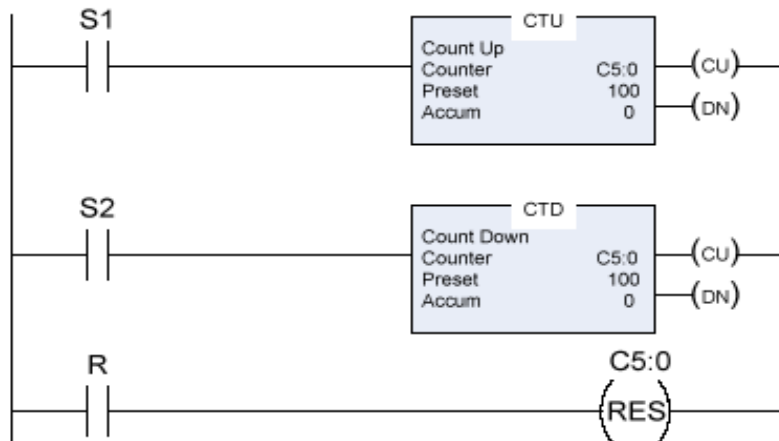 S1
CTU
Count Up
Counter C5:0
Preset 100
Accum 0
(CU)
(DN)
S2
CTD
Count Down
Counter C5:0
Preset 100
Accum 0
(CU)
(DN)
R
C5:0
(RES)